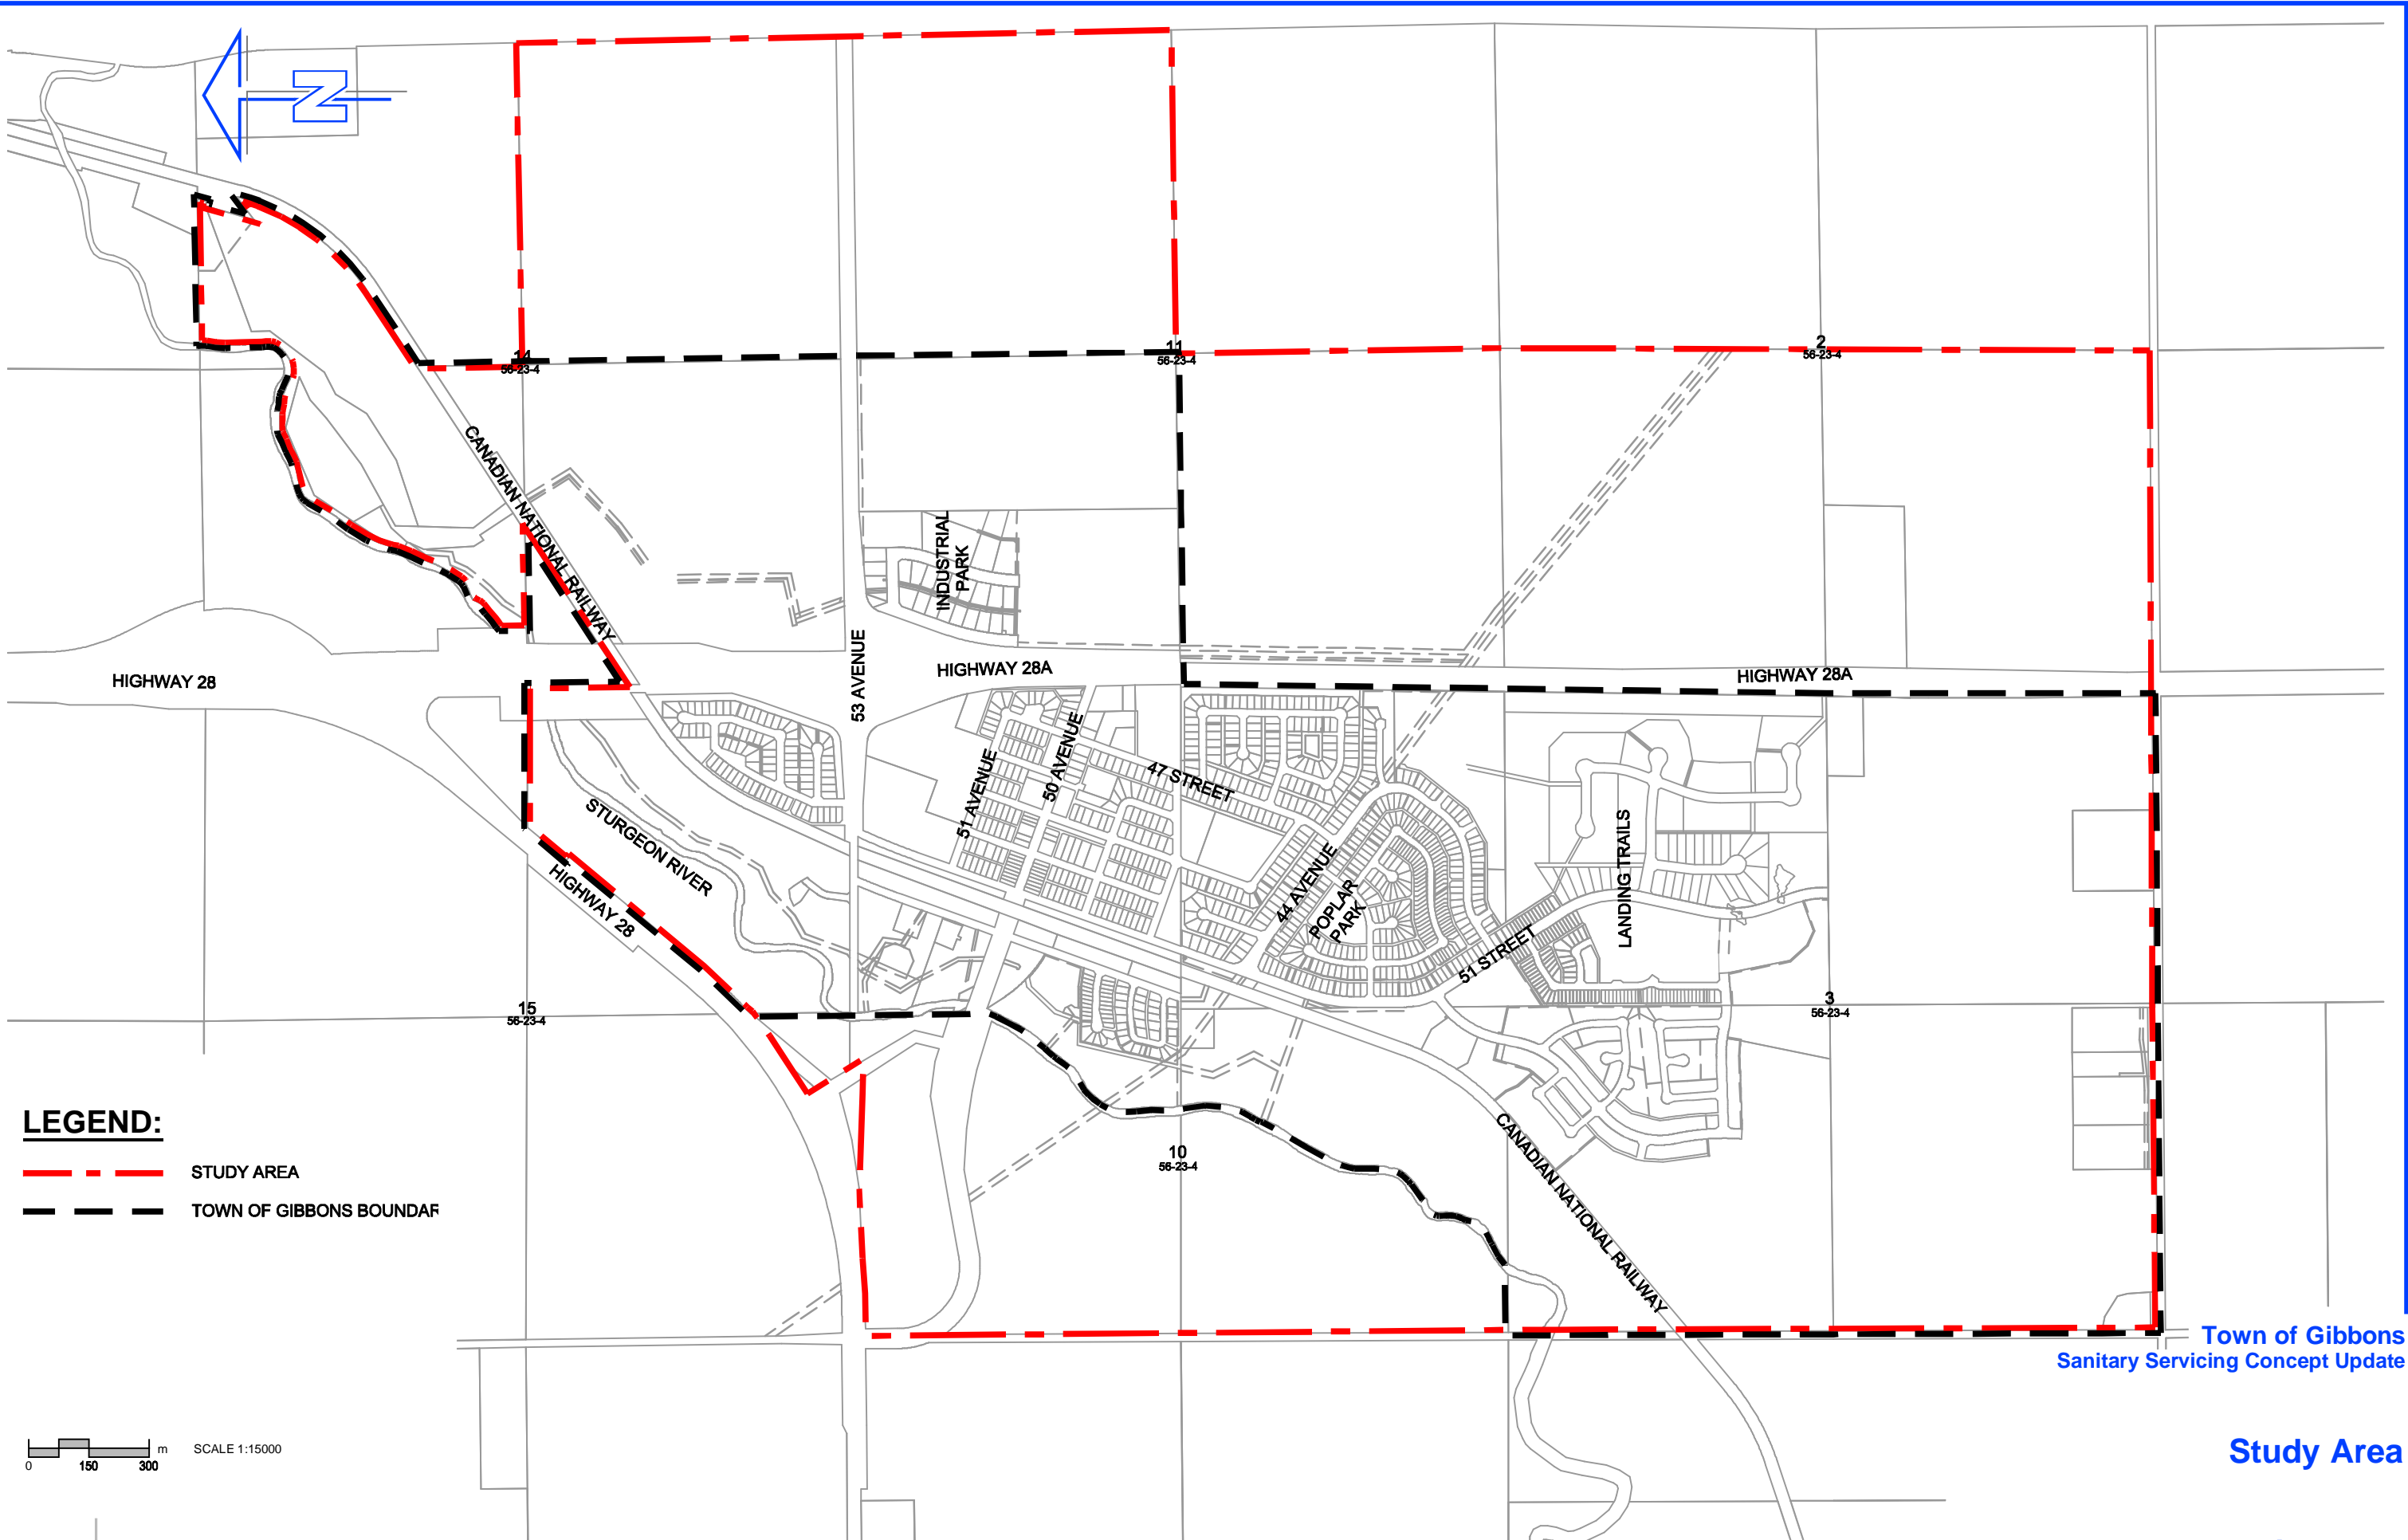 N
14
56-23-4
11
56-23-4
2
56-23-4
CANADIAN NATIONAL RAILWAY
INDUSTRIAL
PARK
HIGHWAY 28
53 AVENUE
HIGHWAY 28A
HIGHWAY 28A
51 AVENUE
50 AVENUE
47 STREET
STURGEON RIVER
HIGHWAY 28
44 AVENUE
POPLAR
PARK
51 STREET
LANDING TRAILS
15
56-23-4
3
56-23-4
10
56-23-4
CANADIAN NATIONAL RAILWAY
LEGEND:
STUDY AREA
TOWN OF GIBBONS BOUNDAR
Town of Gibbons
Sanitary Servicing Concept Update
Study Area
m SCALE 1:15000
0 150 300